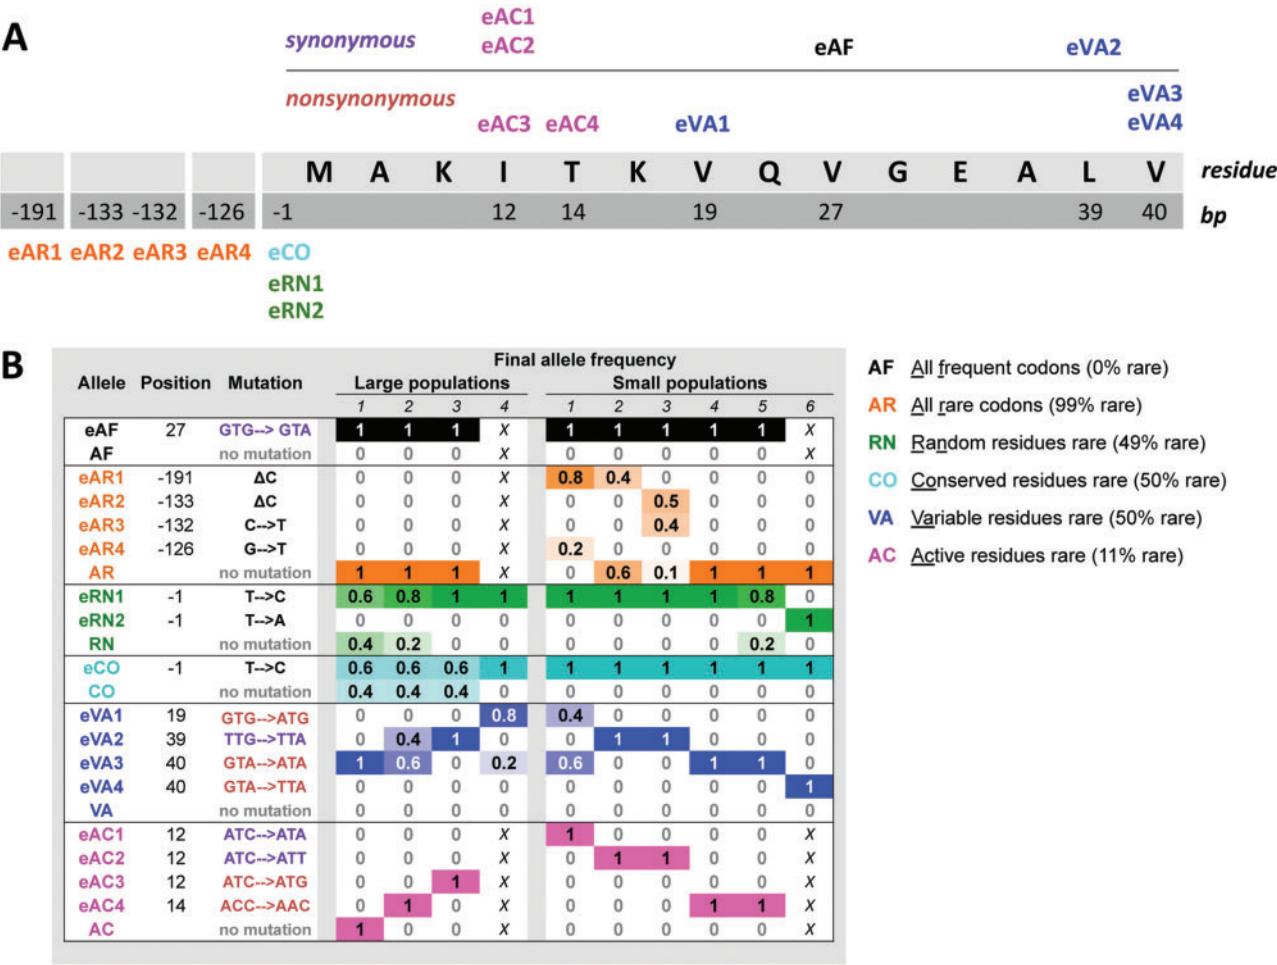 A
eAC1
synonymous eAC2 eAF eVA2
nonsynonymous eVA3
eAC3 eAC4 eVA1 eVA4
M A K I T K V Q V G E A L V residue
-191 -133 -132 -126 -1 12 14 19 27 39 40 bp
eAR1 eAR2 eAR3 eAR4 eCO
eRN1
eRN2
B
Final allele frequency
Allele Position Mutation Large populations Small populations
1 2 3 4 1 2 3 4 5 6
eAF 27 GTG--> GTA 1 1 1 X 1 1 1 1 1 X
AF no mutation 0 0 0 X 0 0 0 0 0 X
eAR1 -191 ΔC 0 0 0 X 0.8 0.4 0 0 0 0
eAR2 -133 ΔC 0 0 0 X 0 0 0.5 0 0 0
eAR3 -132 C-->T 0 0 0 X 0 0 0.4 0 0 0
eAR4 -126 G-->T 0 0 0 X 0.2 0 0 0 0 0
AR no mutation 1 1 1 X 0 0.6 0.1 1 1 1
eRN1 -1 T-->C 0.6 0.8 1 1 1 1 1 1 0.8 0
eRN2 -1 T-->A 0 0 0 0 0 0 0 0 0 1
RN no mutation 0.4 0.2 0 0 0 0 0 0 0.2 0
eCO -1 T-->C 0.6 0.6 0.6 1 1 1 1 1 1 1
CO no mutation 0.4 0.4 0.4 0 0 0 0 0 0 0
eVA1 19 GTG-->ATG 0 0 0 0.8 0.4 0 0 0 0 0
eVA2 39 TTG-->TTA 0 0.4 1 0 0 1 1 0 0 0
eVA3 40 GTA-->ATA 1 0.6 0 0.2 0.6 0 0 1 1 0
eVA4 40 GTA-->TTA 0 0 0 0 0 0 0 0 0 1
VA no mutation 0 0 0 0 0 0 0 0 0 0
eAC1 12 ATC-->ATA 0 0 0 X 1 0 0 0 0 X
eAC2 12 ATC-->ATT 0 0 0 X 0 1 1 0 0 X
eAC3 12 ATC-->ATG 0 0 1 X 0 0 0 0 0 X
eAC4 14 ACC-->AAC 0 1 0 X 0 0 0 1 1 X
AC no mutation 1 0 0 X 0 0 0 0 0 X
AF All frequent codons (0% rare)
AR All rare codons (99% rare)
RN Random residues rare (49% rare)
CO Conserved residues rare (50% rare)
VA Variable residues rare (50% rare)
AC Active residues rare (11% rare)